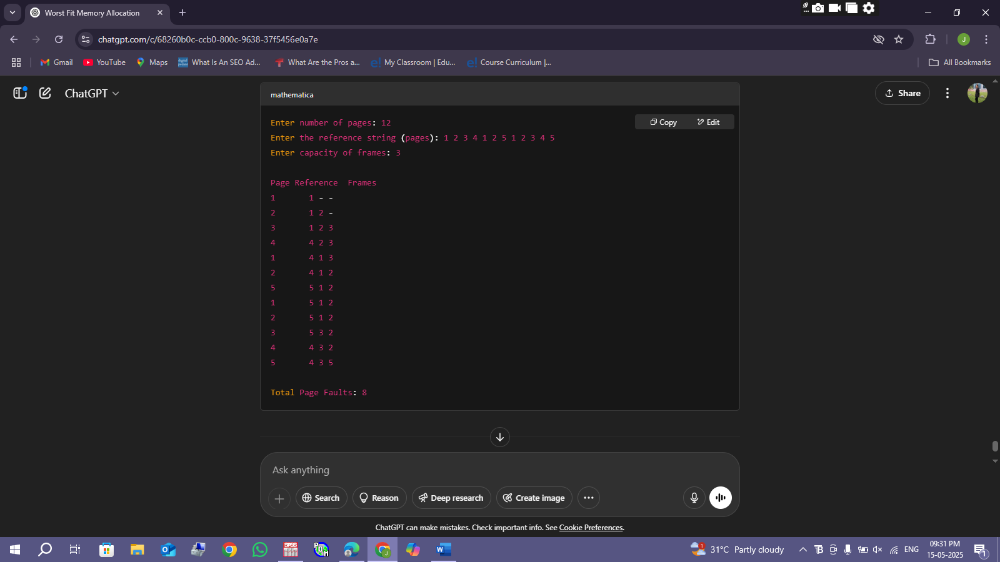 Worst Fit Memory Allocation
chatgpt.com/c/68260b0c-ccb0-800c-9638-37f5456e0a7e
J
Gmail
YouTube
Maps
What Is An SEO Ad...
What Are the Pros a...
My Classroom | Edu...
Course Curriculum |...
All Bookmarks
ChatGPT
Share
mathematica
Copy
Edit
Enter number of pages: 12
Enter the reference string (pages): 1 2 3 4 1 2 5 1 2 3 4 5
Enter capacity of frames: 3
Page Reference Frames
1 1 - -
2 1 2 -
3 1 2 3
4 4 2 3
1 4 1 3
2 4 1 2
5 5 1 2
1 5 1 2
2 5 1 2
3 5 3 2
4 4 3 2
5 4 3 5
Total Page Faults: 8
Ask anything
Search
Reason
Deep research
Create image
ChatGPT can make mistakes. Check important info. See Cookie Preferences.
31°C Partly cloudy
ENG
09:31 PM
15-05-2025
1